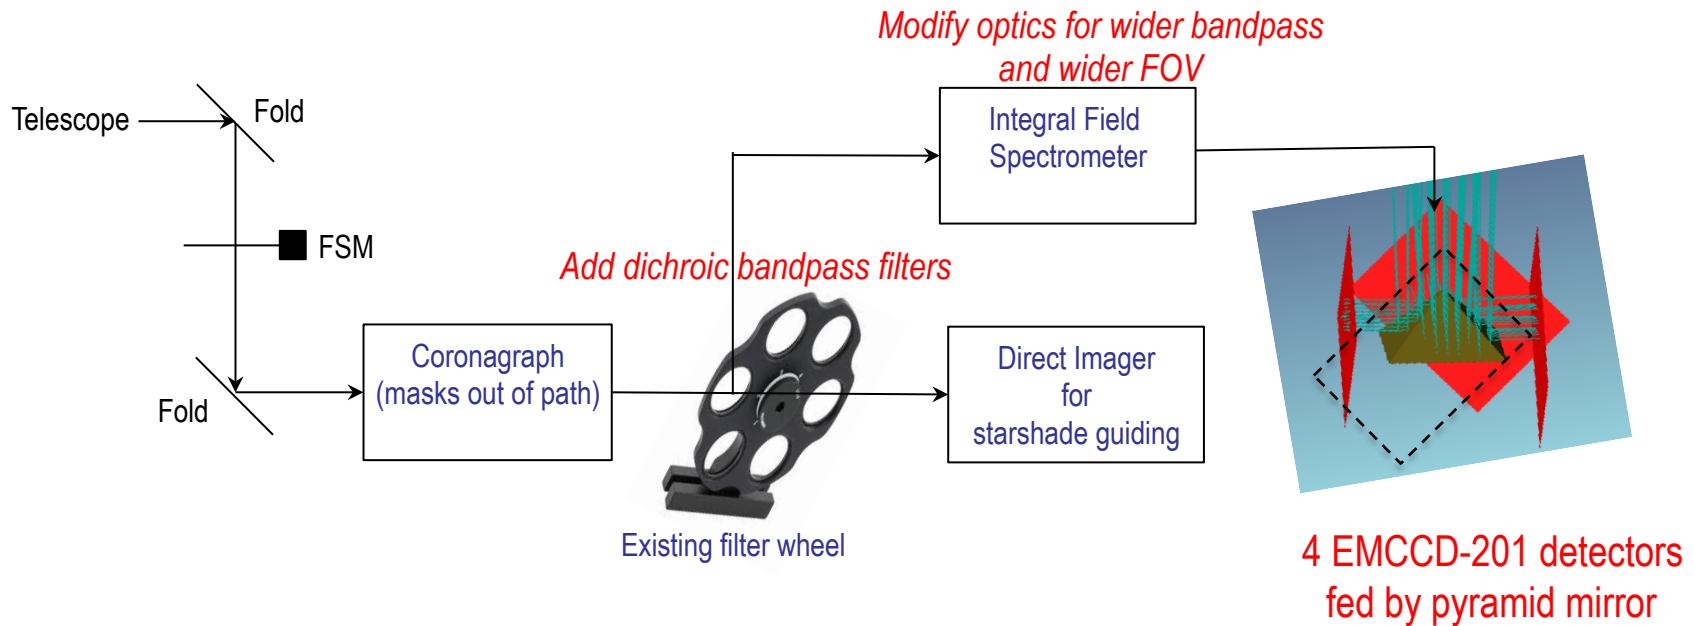 Modify optics for wider bandpass
and wider FOV
Telescope
Fold
Integral Field
Spectrometer
FSM
Add dichroic bandpass filters
Coronagraph
(masks out of path)
Fold
Direct Imager
for
starshade guiding
Existing filter wheel
4 EMCCD-201 detectors
fed by pyramid mirror